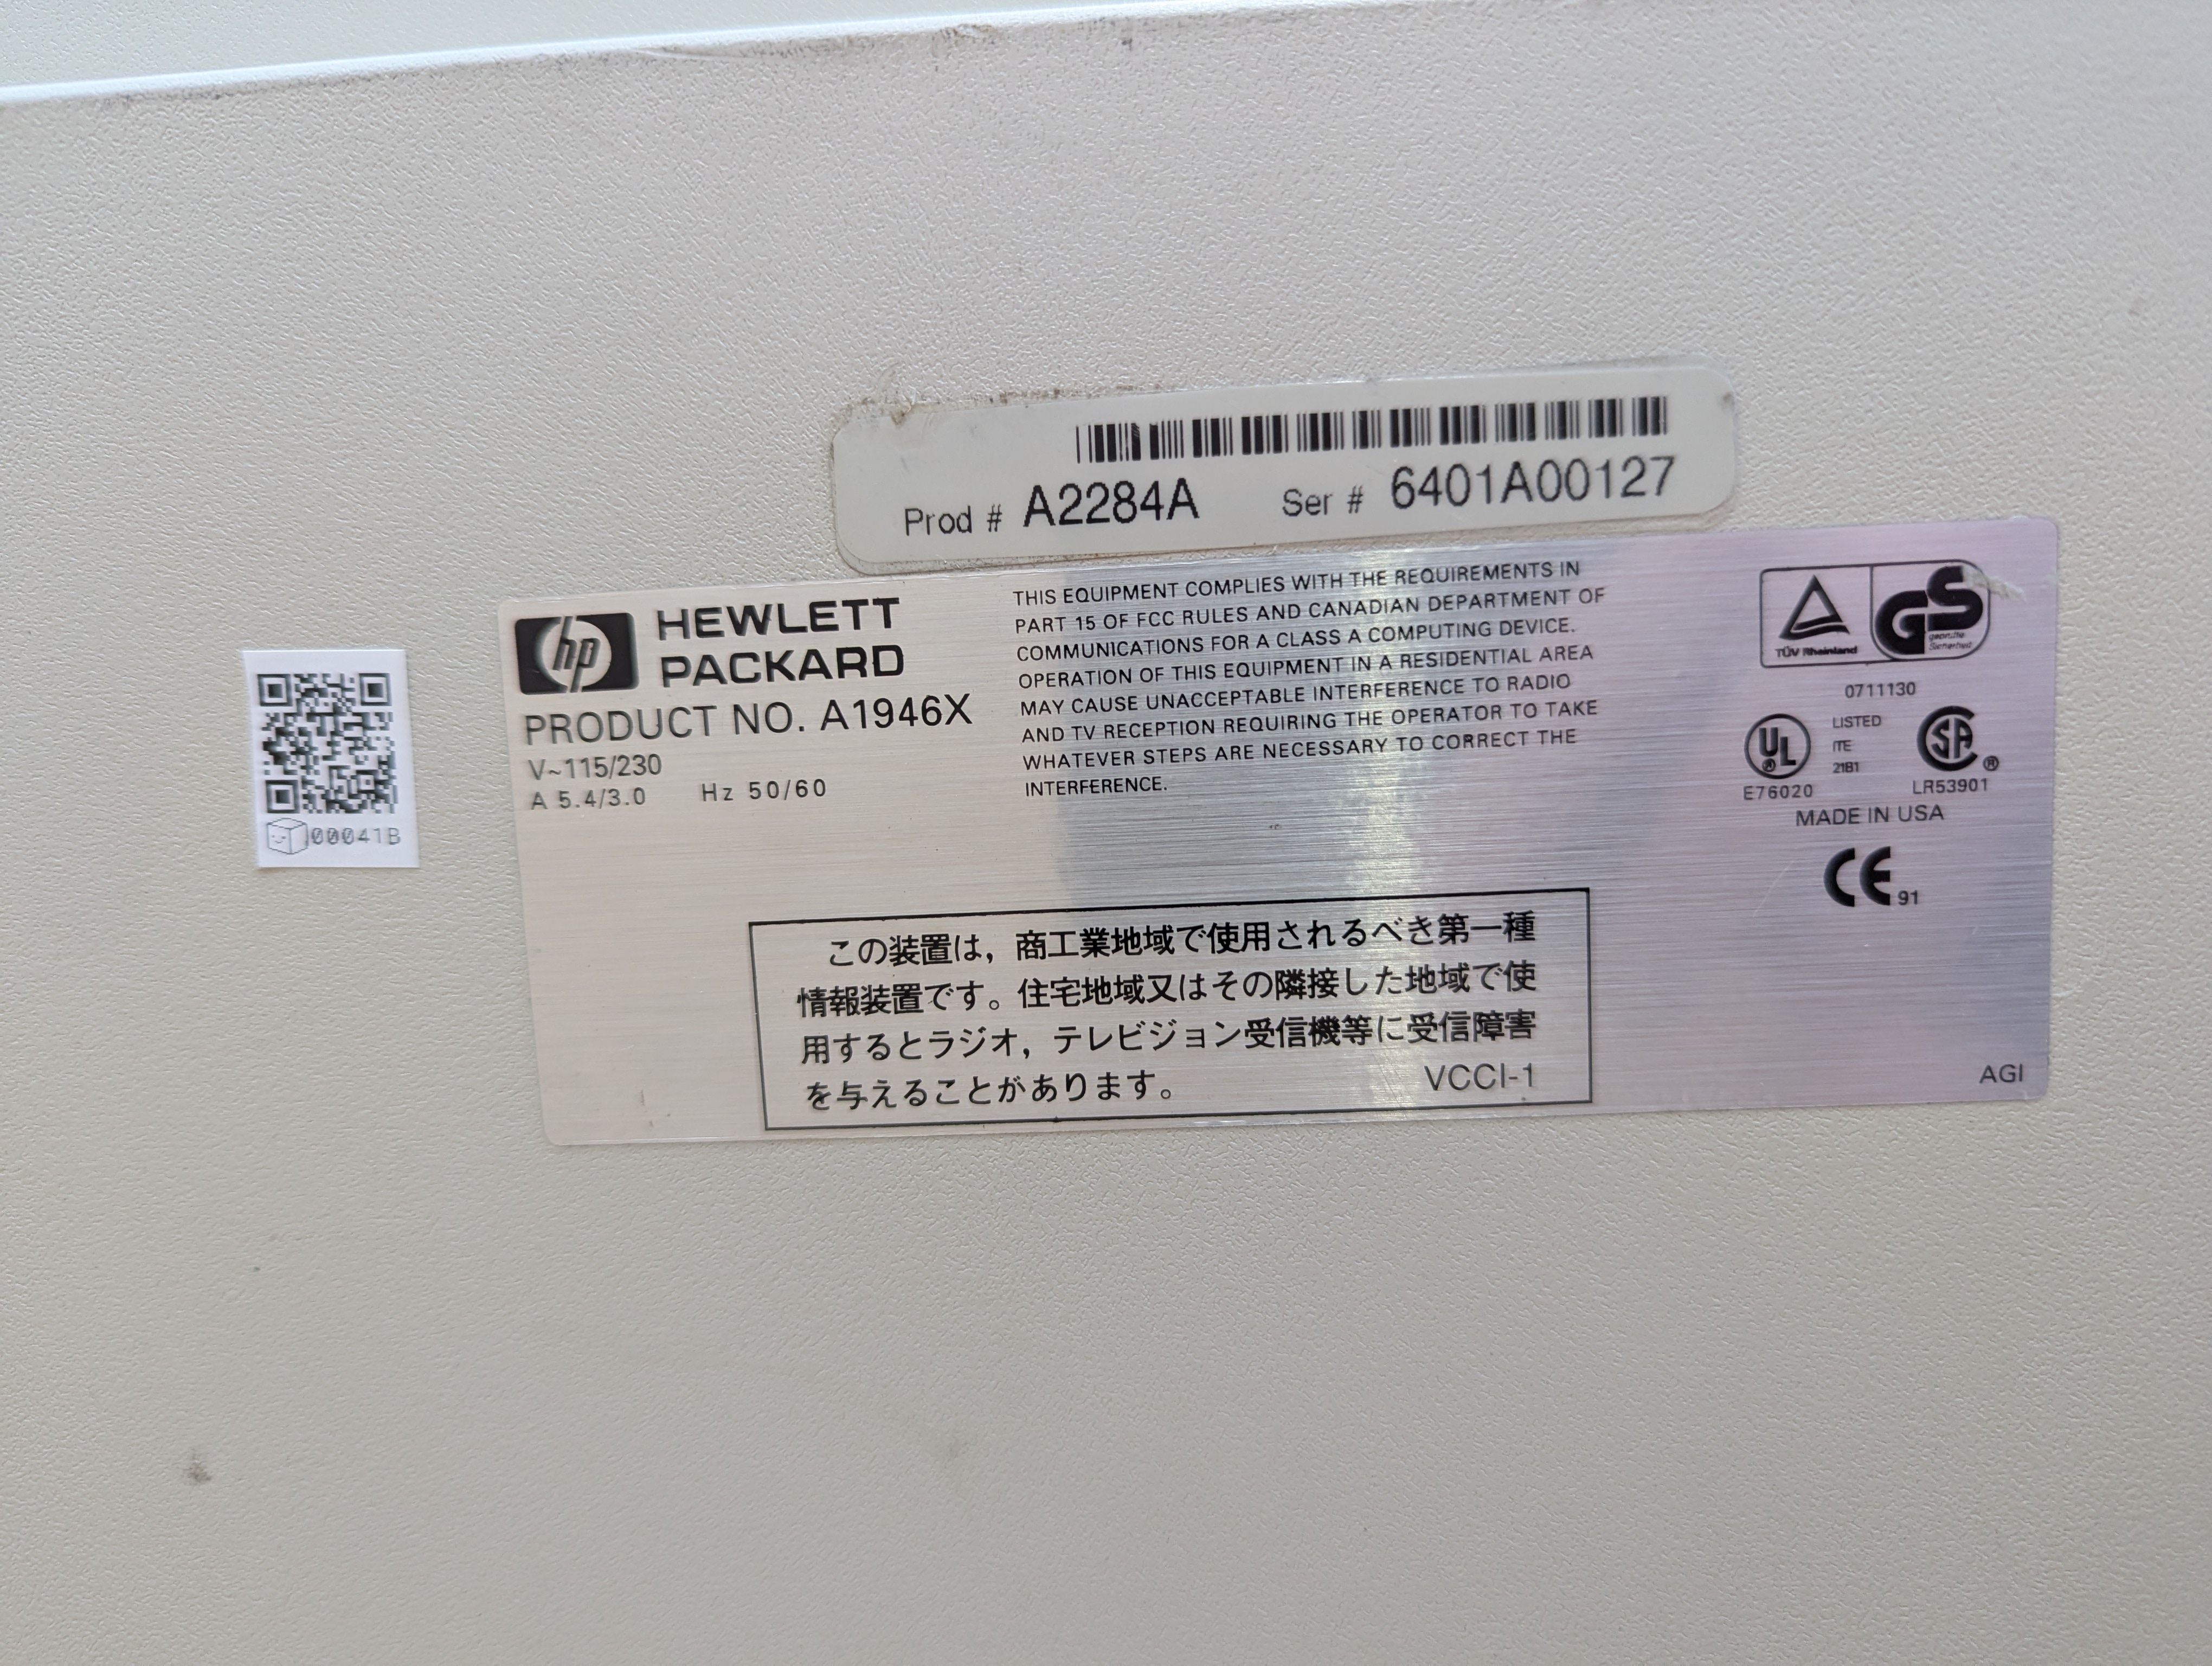 Prod # A2284A Ser # 6401A00127
hp HEWLETT
PACKARD
PRODUCT NO. A1946X
V~115/230
A 5.4/3.0 Hz 50/60
THIS EQUIPMENT COMPLIES WITH THE REQUIREMENTS IN
PART 15 OF FCC RULES AND CANADIAN DEPARTMENT OF
COMMUNICATIONS FOR A CLASS A COMPUTING DEVICE.
OPERATION OF THIS EQUIPMENT IN A RESIDENTIAL AREA
MAY CAUSE UNACCEPTABLE INTERFERENCE TO RADIO
AND TV RECEPTION REQUIRING THE OPERATOR TO TAKE
WHATEVER STEPS ARE NECESSARY TO CORRECT THE
INTERFERENCE.
TÜV Rheinland
GS
geprüfte
Sicherheit
0711130
UL
®
E76020
LISTED
ITE
21B1
SA
®
LR53901
MADE IN USA
CE 91
00041B
この装置は，商工業地域で使用されるべき第一種
情報装置です。住宅地域又はその隣接した地域で使
用するとラジオ，テレビジョン受信機等に受信障害
を与えることがあります。 VCCI-1
AGI